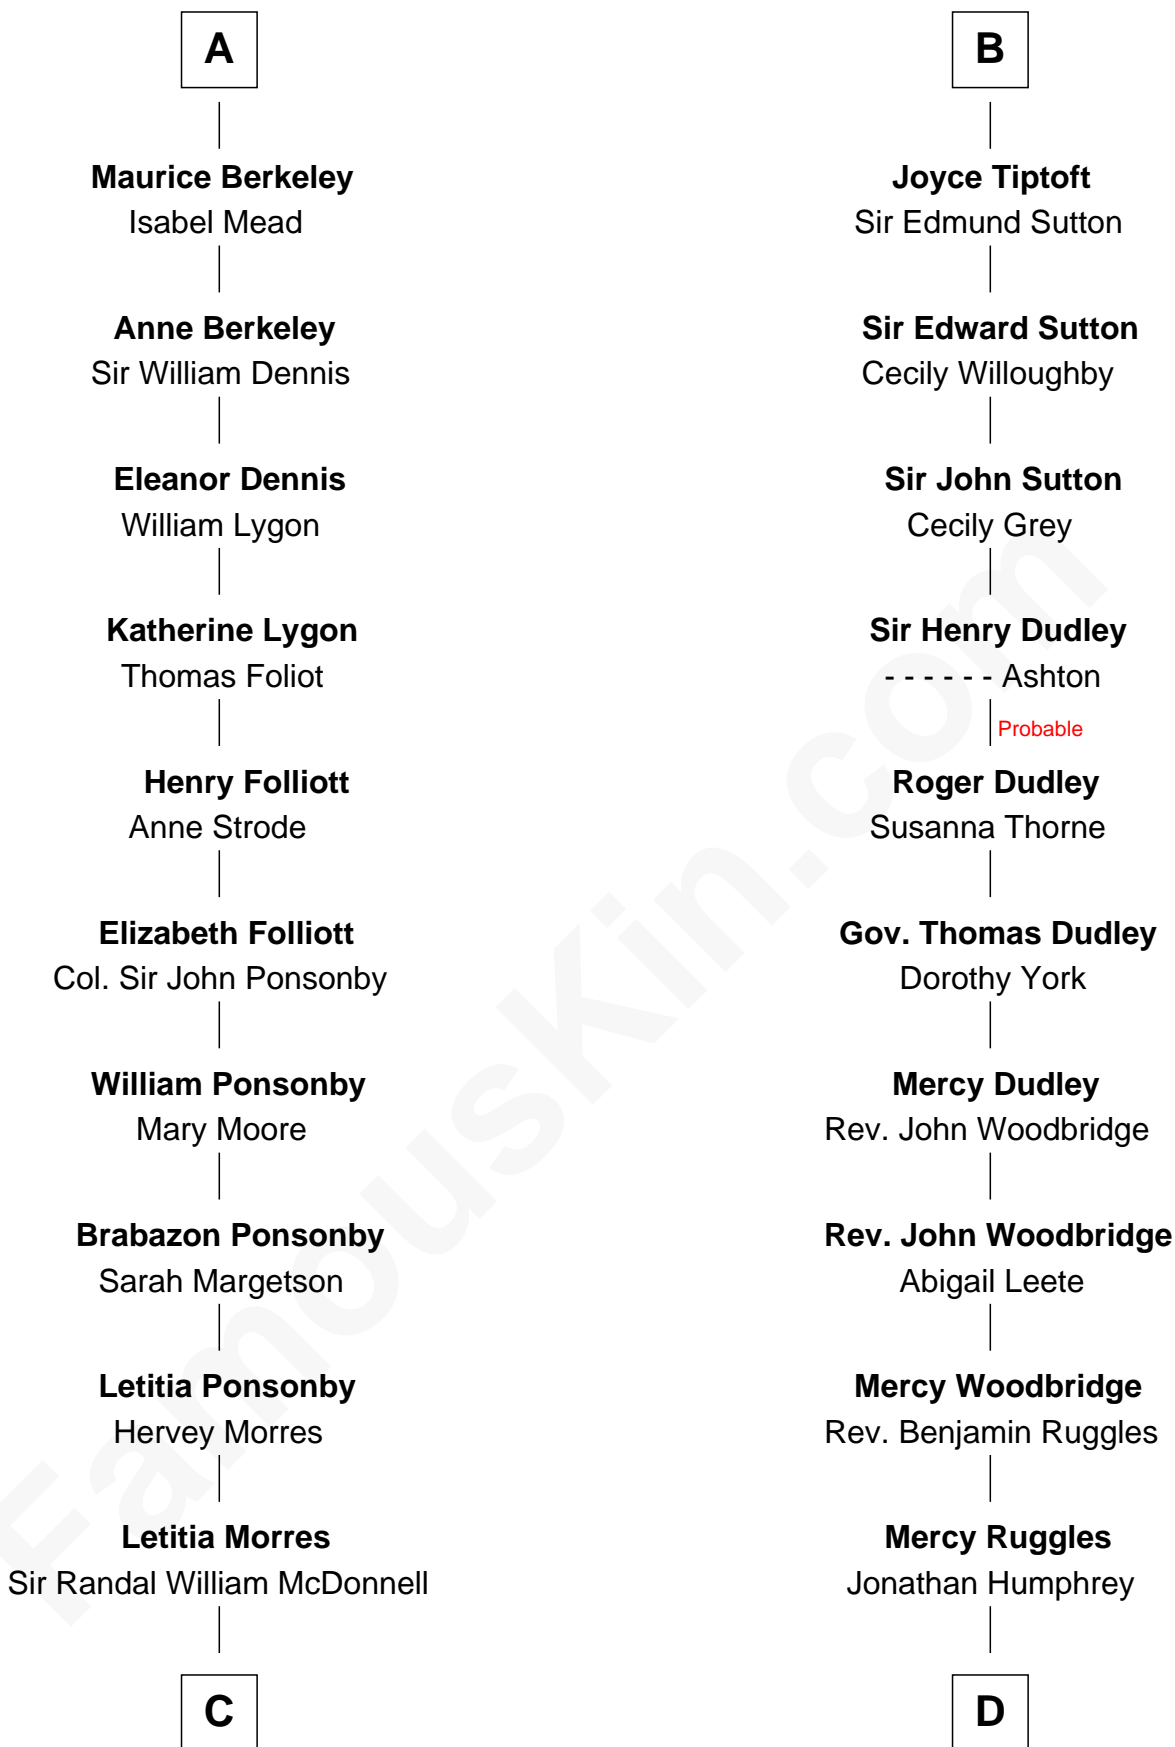 A
Maurice Berkeley
Isabel Mead
Anne Berkeley
Sir William Dennis
Eleanor Dennis
William Lygon
Katherine Lygon
Thomas Foliot
Henry Folliott
Anne Strode
Elizabeth Folliott
Col. Sir John Ponsonby
William Ponsonby
Mary Moore
Brabazon Ponsonby
Sarah Margetson
Letitia Ponsonby
Hervey Morres
Letitia Morres
Sir Randal William McDonnell
C
B
Joyce Tiptoft
Sir Edmund Sutton
Sir Edward Sutton
Cecily Willoughby
Sir John Sutton
Cecily Grey
Sir Henry Dudley
- - - - - - Ashton
Probable
Roger Dudley
Susanna Thorne
Gov. Thomas Dudley
Dorothy York
Mercy Dudley
Rev. John Woodbridge
Rev. John Woodbridge
Abigail Leete
Mercy Woodbridge
Rev. Benjamin Ruggles
Mercy Ruggles
Jonathan Humphrey
D
FamousKin.com